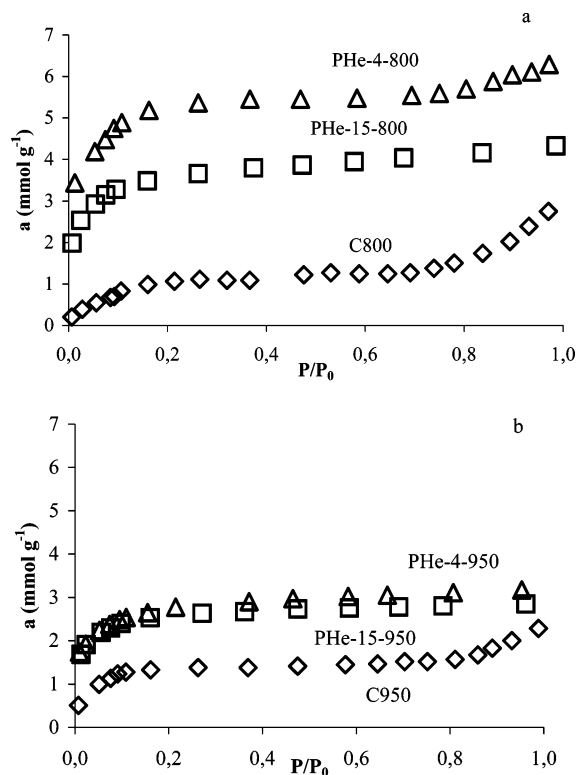 a
7
6
5
4
3
2
1
0
a (mmol g⁻¹)
PHe-4-800
PHe-15-800
C800
0,0 0,2 0,4 0,6 0,8 1,0
P/P₀
b
7
6
5
4
3
2
1
0
a (mmol g⁻¹)
PHe-4-950
PHe-15-950
C950
0,0 0,2 0,4 0,6 0,8 1,0
P/P₀